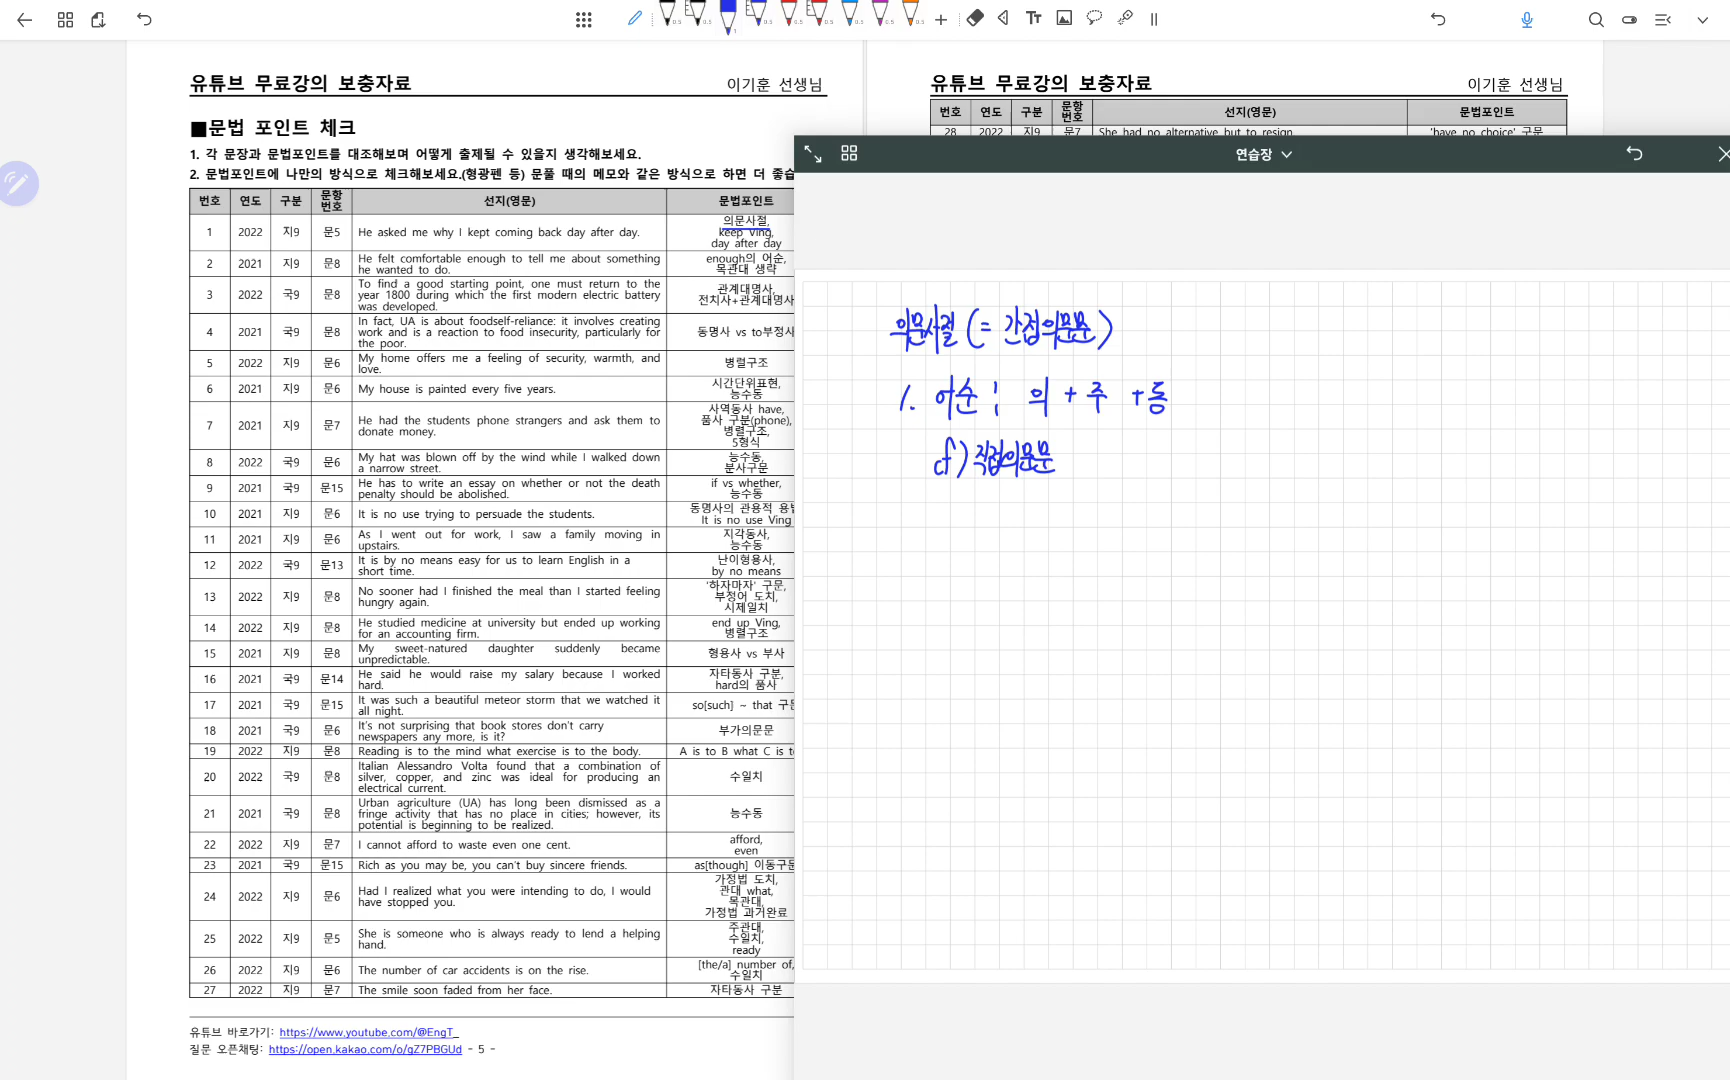 유튜브 무료강의 보충자료 이기훈 선생님
■문법 포인트 체크
1. 각 문장과 문법포인트를 대조해보며 어떻게 출제될 수 있을지 생각해보세요.
2. 문법포인트에 나만의 방식으로 체크해보세요.(형광펜 등) 문풀 때의 메모와 같은 방식으로 하면 더 좋습
번호 연도 구분 문항번호 선지(영문) 문법포인트
1 2022 지9 문5 He asked me why I kept coming back day after day. 의문사절, keep Ving, day after day
2 2021 지9 문8 He felt comfortable enough to tell me about something he wanted to do. enough의 어순, 목관대 생략
3 2022 국9 문8 To find a good starting point, one must return to the year 1800 during which the first modern electric battery was developed. 관계대명사, 전치사+관계대명사
4 2021 국9 문8 In fact, UA is about foodself-reliance: it involves creating work and is a reaction to food insecurity, particularly for the poor. 동명사 vs to부정사
5 2022 지9 문6 My home offers me a feeling of security, warmth, and love. 병렬구조
6 2021 지9 문6 My house is painted every five years. 시간단위표현, 능수동
7 2021 지9 문7 He had the students phone strangers and ask them to donate money. 사역동사 have, 품사 구분(phone), 병렬구조, 5형식
8 2022 국9 문6 My hat was blown off by the wind while I walked down a narrow street. 능수동, 분사구문
9 2021 국9 문15 He has to write an essay on whether or not the death penalty should be abolished. if vs whether, 능수동
10 2021 지9 문6 It is no use trying to persuade the students. 동명사의 관용적 용법 It is no use Ving
11 2021 지9 문6 As I went out for work, I saw a family moving in upstairs. 지각동사, 능수동
12 2022 국9 문13 It is by no means easy for us to learn English in a short time. 난이형용사, by no means
13 2022 지9 문8 No sooner had I finished the meal than I started feeling hungry again. '하자마자' 구문, 부정어 도치, 시제일치
14 2022 지9 문8 He studied medicine at university but ended up working for an accounting firm. end up Ving, 병렬구조
15 2021 지9 문8 My sweet-natured daughter suddenly became unpredictable. 형용사 vs 부사
16 2021 국9 문14 He said he would raise my salary because I worked hard. 자타동사 구분, hard의 품사
17 2021 국9 문15 It was such a beautiful meteor storm that we watched it all night. so[such] ~ that 구문
18 2021 국9 문6 It's not surprising that book stores don't carry newspapers any more, is it? 부가의문문
19 2022 지9 문8 Reading is to the mind what exercise is to the body. A is to B what C is t
20 2022 국9 문8 Italian Alessandro Volta found that a combination of silver, copper, and zinc was ideal for producing an electrical current. 수일치
21 2021 국9 문8 Urban agriculture (UA) has long been dismissed as a fringe activity that has no place in cities; however, its potential is beginning to be realized. 능수동
22 2022 지9 문7 I cannot afford to waste even one cent. afford, even
23 2021 국9 문15 Rich as you may be, you can't buy sincere friends. as[though] 이동구문
24 2022 지9 문6 Had I realized what you were intending to do, I would have stopped you. 가정법 도치, 관대 what, 목관대, 가정법 과거완료
25 2022 지9 문5 She is someone who is always ready to lend a helping hand. 주관대, 수일치, ready
26 2022 지9 문6 The number of car accidents is on the rise. [the/a] number of, 수일치
27 2022 지9 문7 The smile soon faded from her face. 자타동사 구분
유튜브 바로가기: https://www.youtube.com/@EngT_
질문 오픈채팅: https://open.kakao.com/o/gZ7PBGUd - 5 -
유튜브 무료강의 보충자료 이기훈 선생님
번호 연도 구분 문항번호 선지(영문) 문법포인트
28 2022 지9 문7 She had no alternative but to resign. 'have no choice' 구문
연습장
의문사절 (= 간접의문문)
1. 어순 : 의 + 주 + 동
cf) 직접의문문